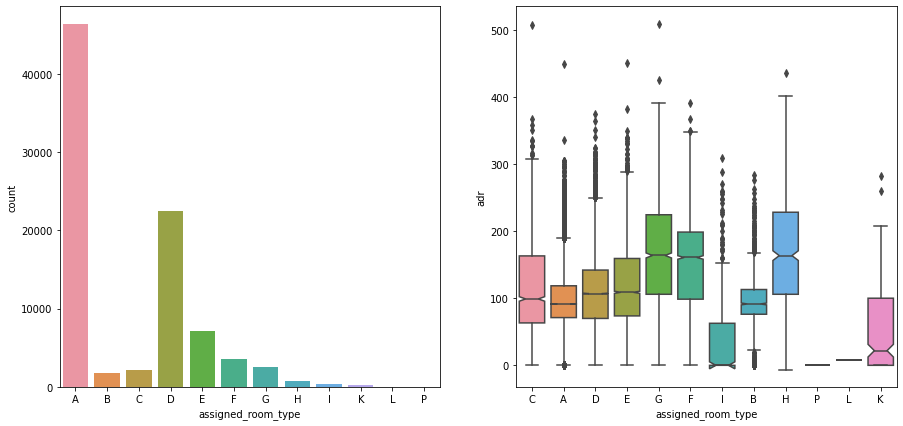 count
40000
30000
20000
10000
0
A B C D E F G H I K L P
assigned_room_type
adr
500
400
300
200
100
0
C A D E G F I B H P L K
assigned_room_type